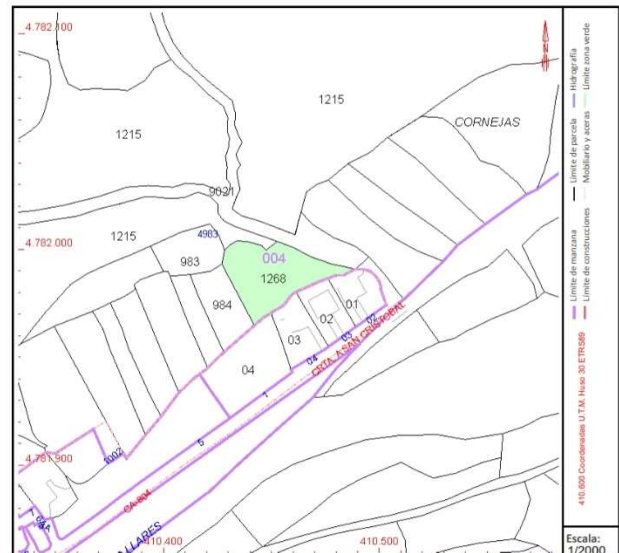 4.782.100
1215
1215
CORNEJAS
9021
4.782.000
1215
4983
004
983
1268
984
01
02
03
04
02
03
04
CRTA. A SAN CRISTOBAL
1
5
4.781.900
1002
CA-804
ALLARES
410.400
410.500
Hidrografía
Límite zona verde
Límite de parcela
Mobiliario y aceras
Límite de manzana
Límite de construcciones
410.600 Coordenadas U.T.M. Huso 30 ETRS89
Escala:
1/2000